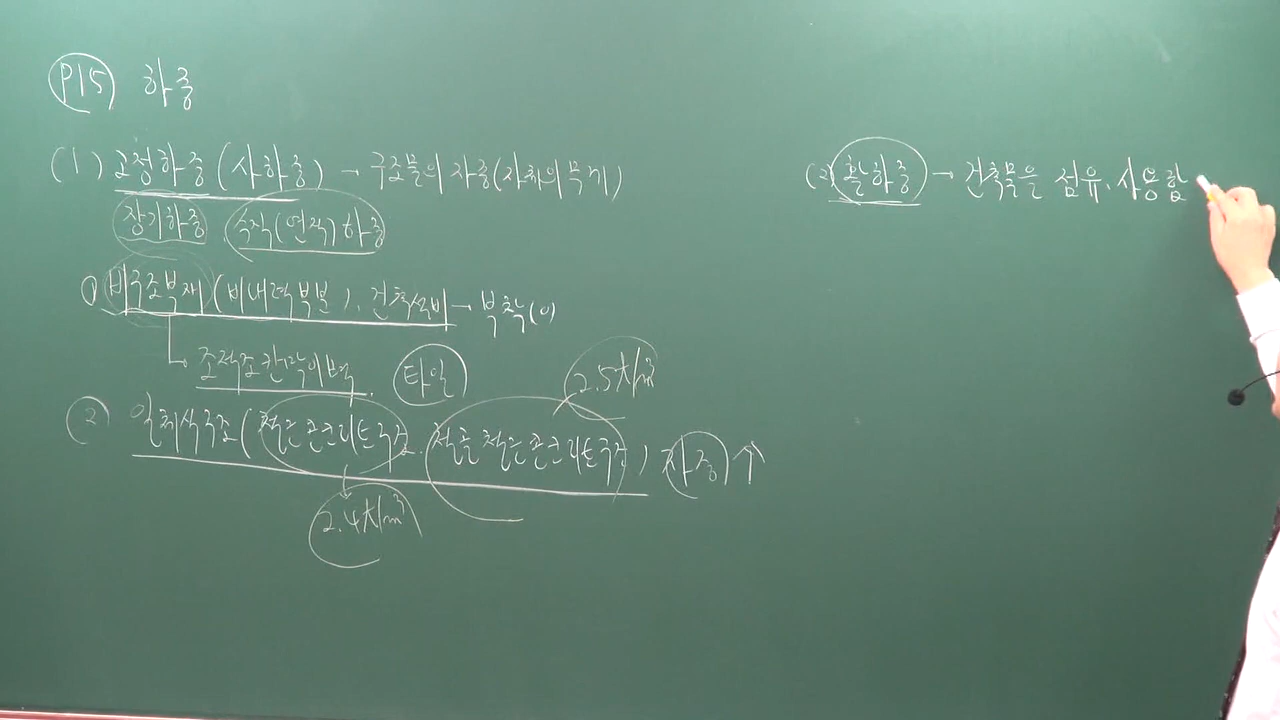 P15 하중
(1) 고정하중(사하중) → 구조물의 자중(자체의 무게)
장기하중 수직(연직)하중
① 비구조부재(비내력부분), 건축설비 → 부착(o)
조적조 칸막이벽, 타일
② 일체식구조(철근콘크리트구조, 철골철근콘크리트구조) 자중↑
2.5t/m³
2.4t/m³
(2) 활하중 → 건축물을 점유, 사용함